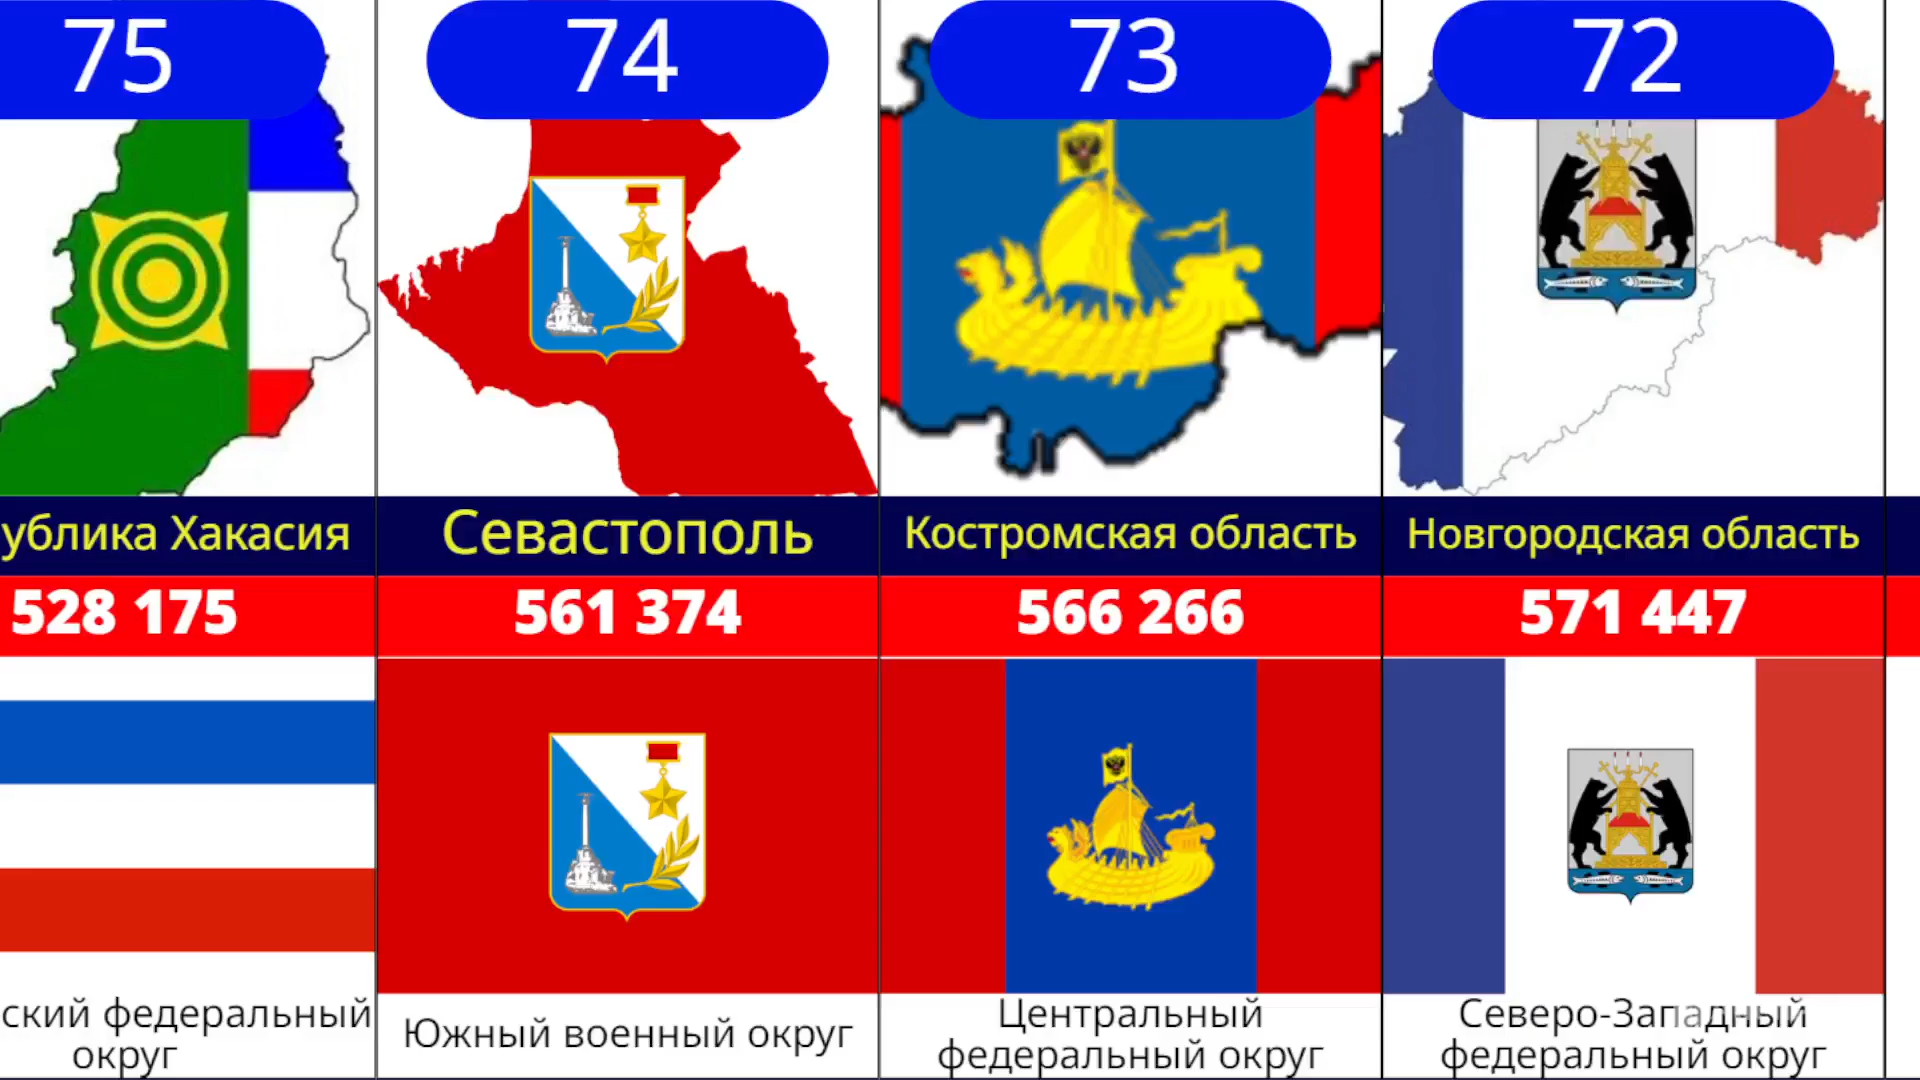 75
74
73
72
ублика Хакасия
Севастополь
Костромская область
Новгородская область
528 175
561 374
566 266
571 447
ский федеральный
округ
Южный военный округ
Центральный
федеральный округ
Северо-Западный
федеральный округ